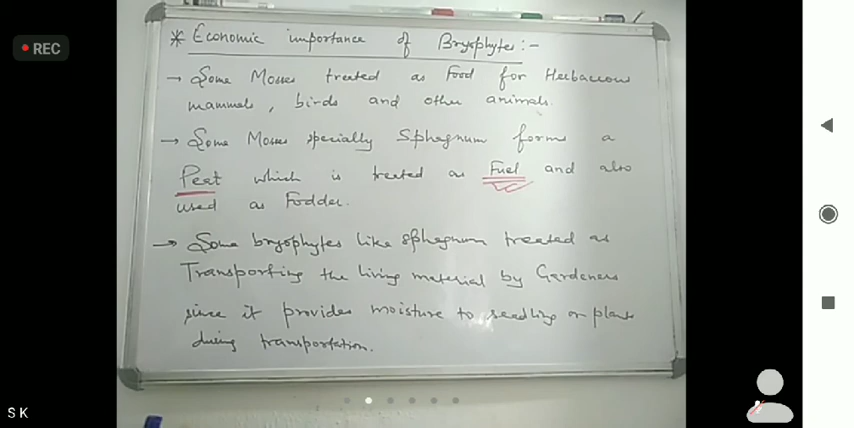 REC
* Economic importance of Bryophytes:-
→ Some Mosses treated as Food for Herbaceous
mammals, birds and other animals.
→ Some Mosses specially Sphagnum forms a
Peat which is treated as Fuel and also
used as Fodder.
→ Some bryophytes like sphagnum treated as
Transporting the living material by Gardeners
since it provides moisture to seedling or plants
during transportation.
S K